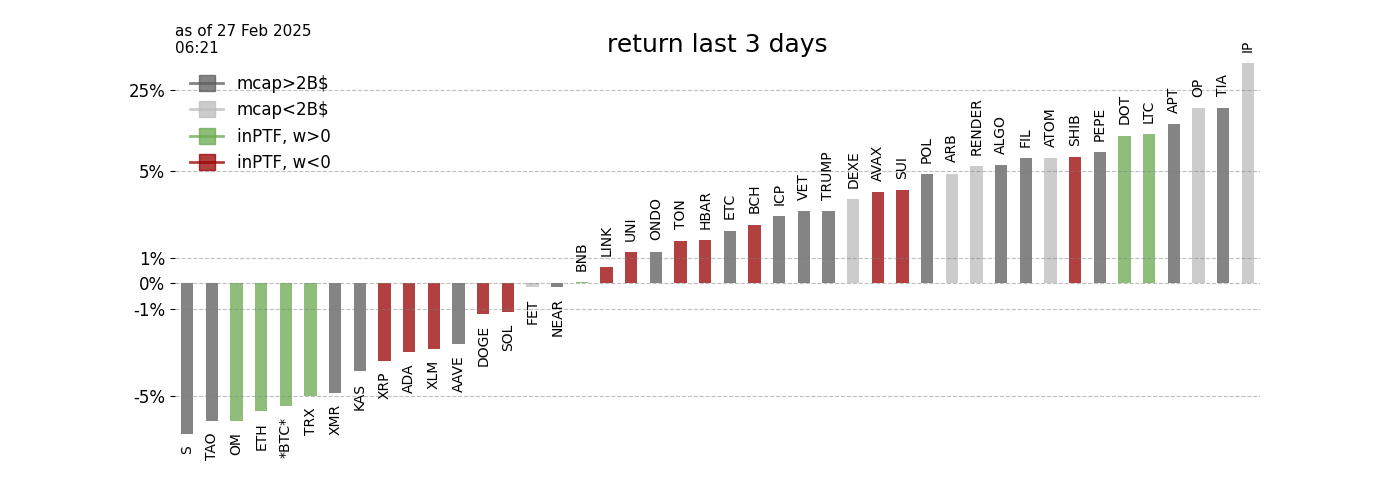 as of 27 Feb 2025
06:21
return last 3 days
mcap>2B$
mcap<2B$
inPTF, w>0
inPTF, w<0
25%
5%
1%
0%
-1%
-5%
S
TAO
OM
ETH
*BTC*
TRX
XMR
KAS
XRP
ADA
XLM
AAVE
DOGE
SOL
FET
NEAR
BNB
LINK
UNI
ONDO
TON
HBAR
ETC
BCH
ICP
VET
TRUMP
DEXE
AVAX
SUI
POL
ARB
RENDER
ALGO
FIL
ATOM
SHIB
PEPE
DOT
LTC
APT
OP
TIA
IP